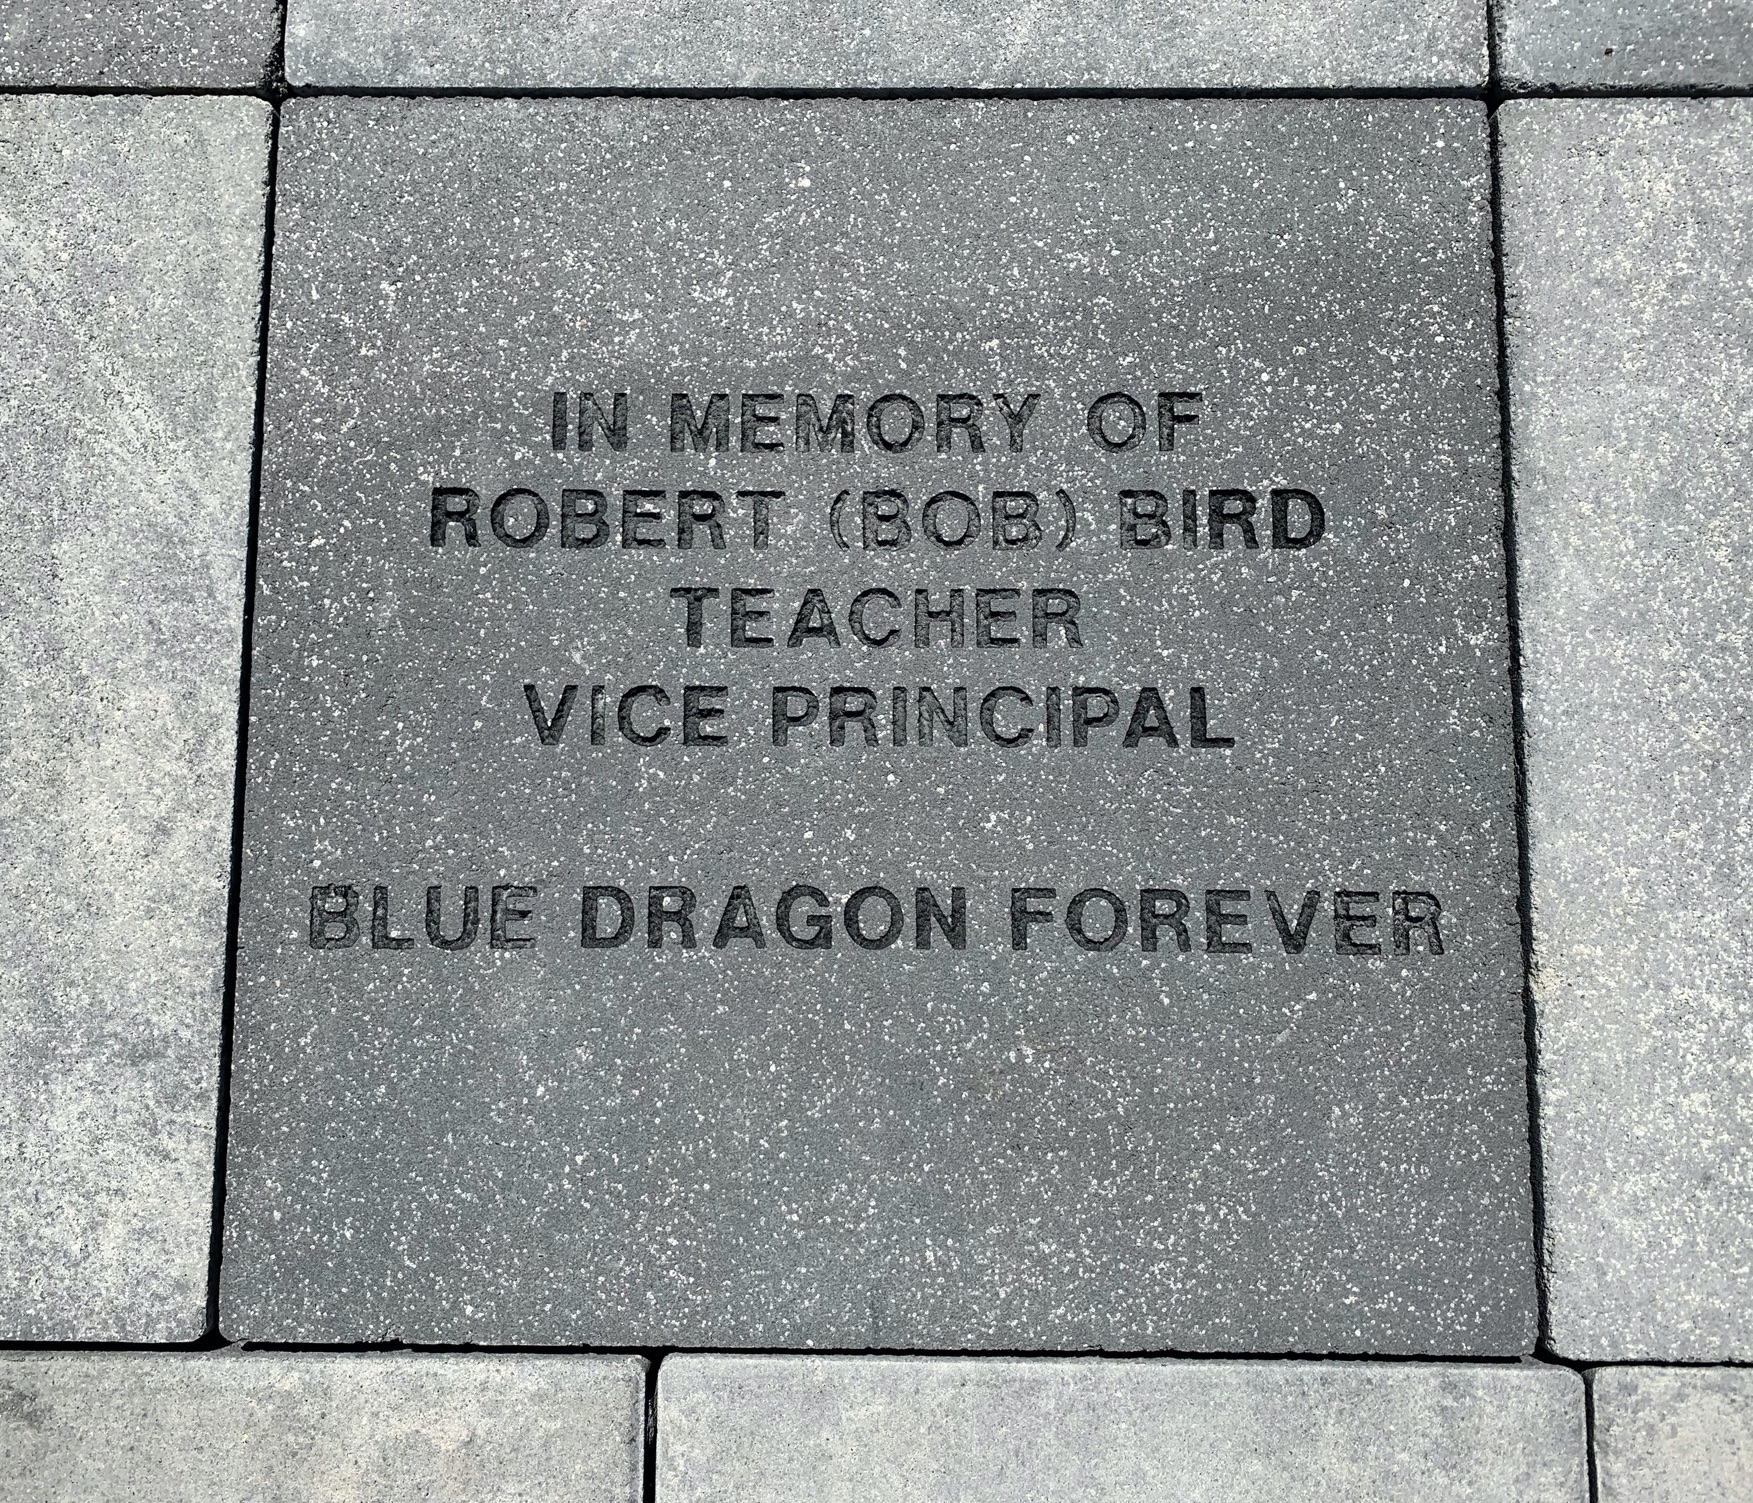 IN MEMORY OF
ROBERT (BOB) BIRD
TEACHER
VICE PRINCIPAL
BLUE DRAGON FOREVER